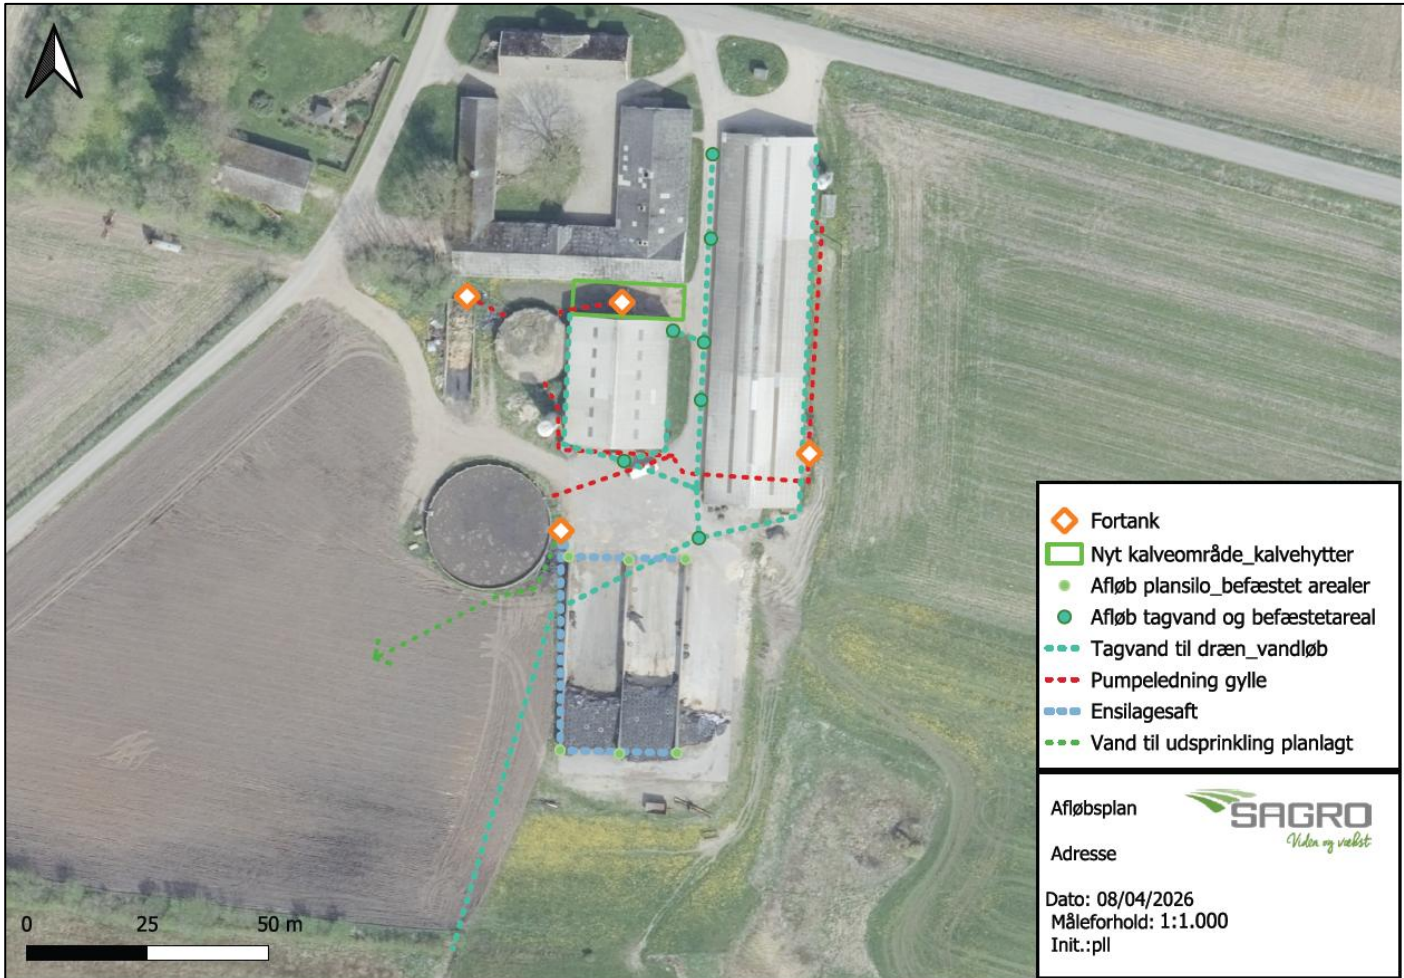 Fortank
Nyt kalveområde_kalvehytter
Afløb plansilo_befæstet arealer
Afløb tagvand og befæstetareal
Tagvand til dræn_vandløb
Pumpeledning gylle
Ensilagesaft
Vand til udsprinkling planlagt
Afløbsplan
SAGRO
Viden og vækst
Adresse
Dato: 08/04/2026
Måleforhold: 1:1.000
Init.:pll
0 25 50 m